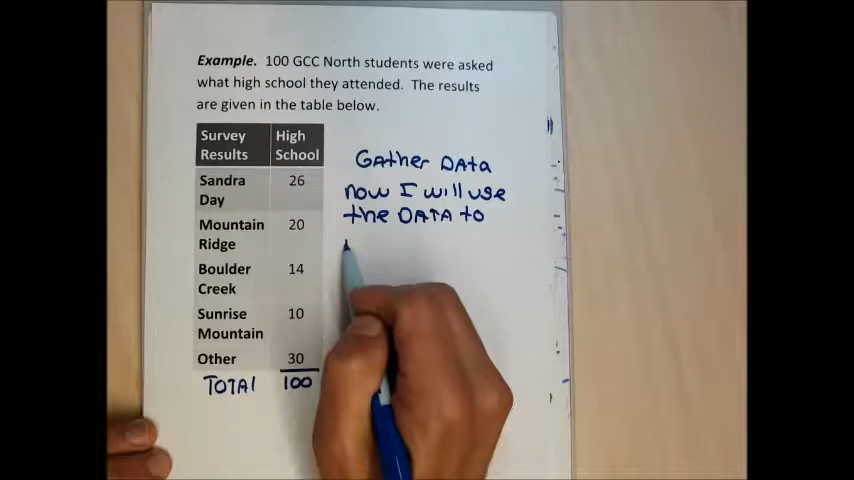 Example. 100 GCC North students were asked
what high school they attended. The results
are given in the table below.
Survey Results High School
Sandra Day 26
Mountain Ridge 20
Boulder Creek 14
Sunrise Mountain 10
Other 30
TOTAl 100
GAther DAta
now I will use
the DATA to